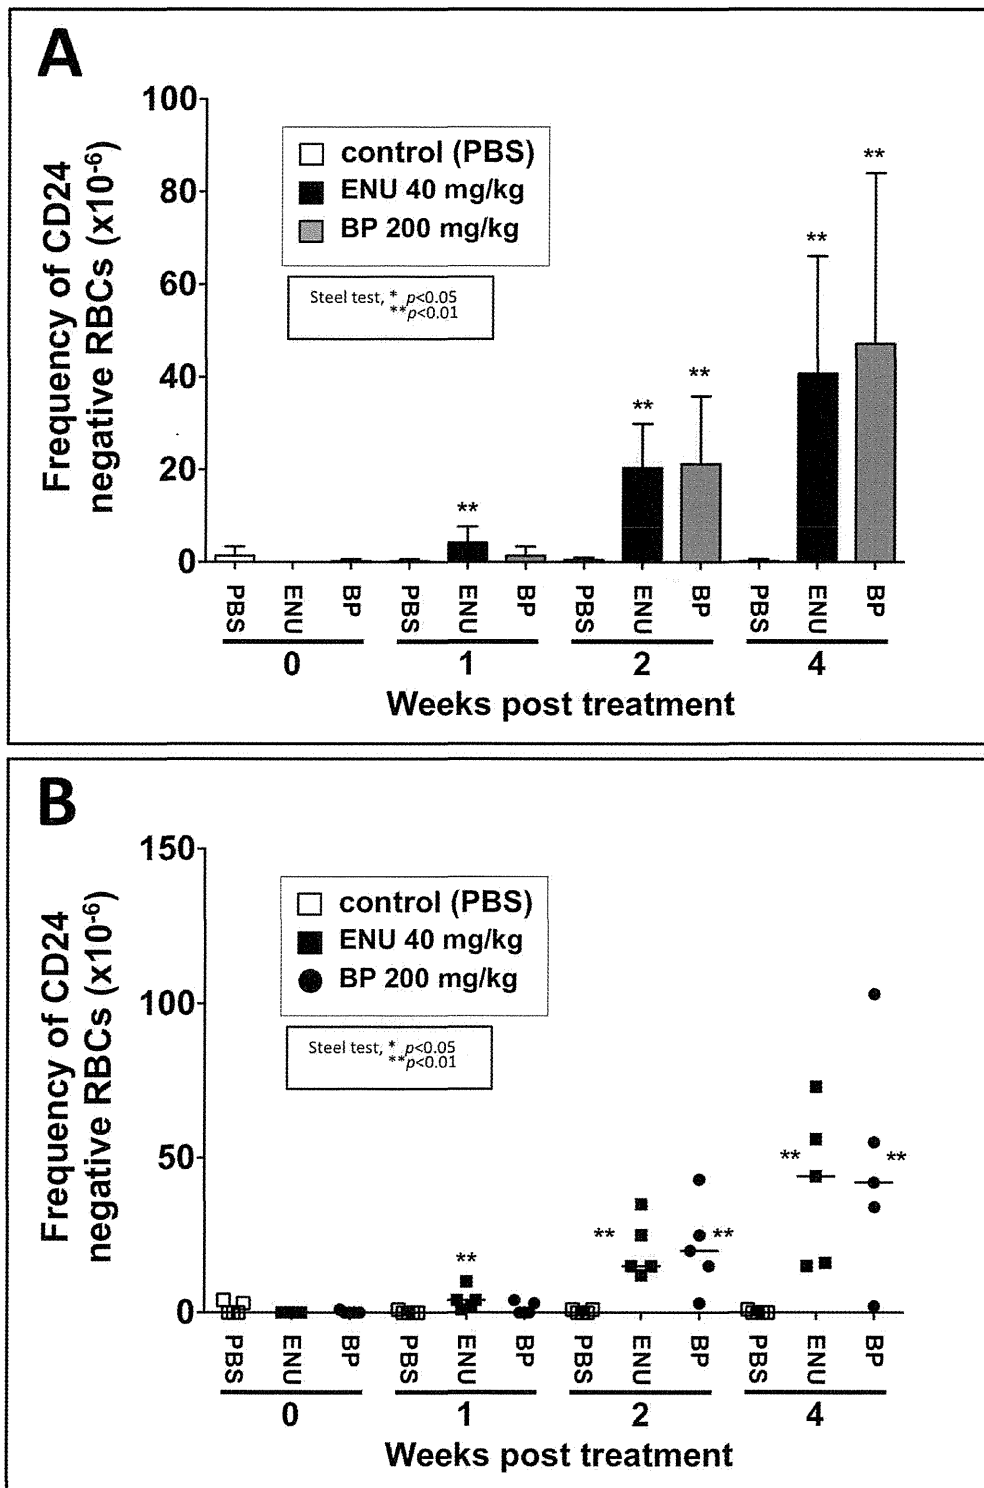 A
100
80
60
40
20
0
Frequency of CD24
negative RBCs (x10-6)
control (PBS)
ENU 40 mg/kg
BP 200 mg/kg
Steel test, * p<0.05
**p<0.01
**
**
**
**
**
PBS ENU BP PBS ENU BP PBS ENU BP PBS ENU BP
0 1 2 4
Weeks post treatment
B
150
100
50
0
Frequency of CD24
negative RBCs (x10-6)
control (PBS)
ENU 40 mg/kg
BP 200 mg/kg
Steel test, * p<0.05
**p<0.01
**
**
**
**
**
PBS ENU BP PBS ENU BP PBS ENU BP PBS ENU BP
0 1 2 4
Weeks post treatment